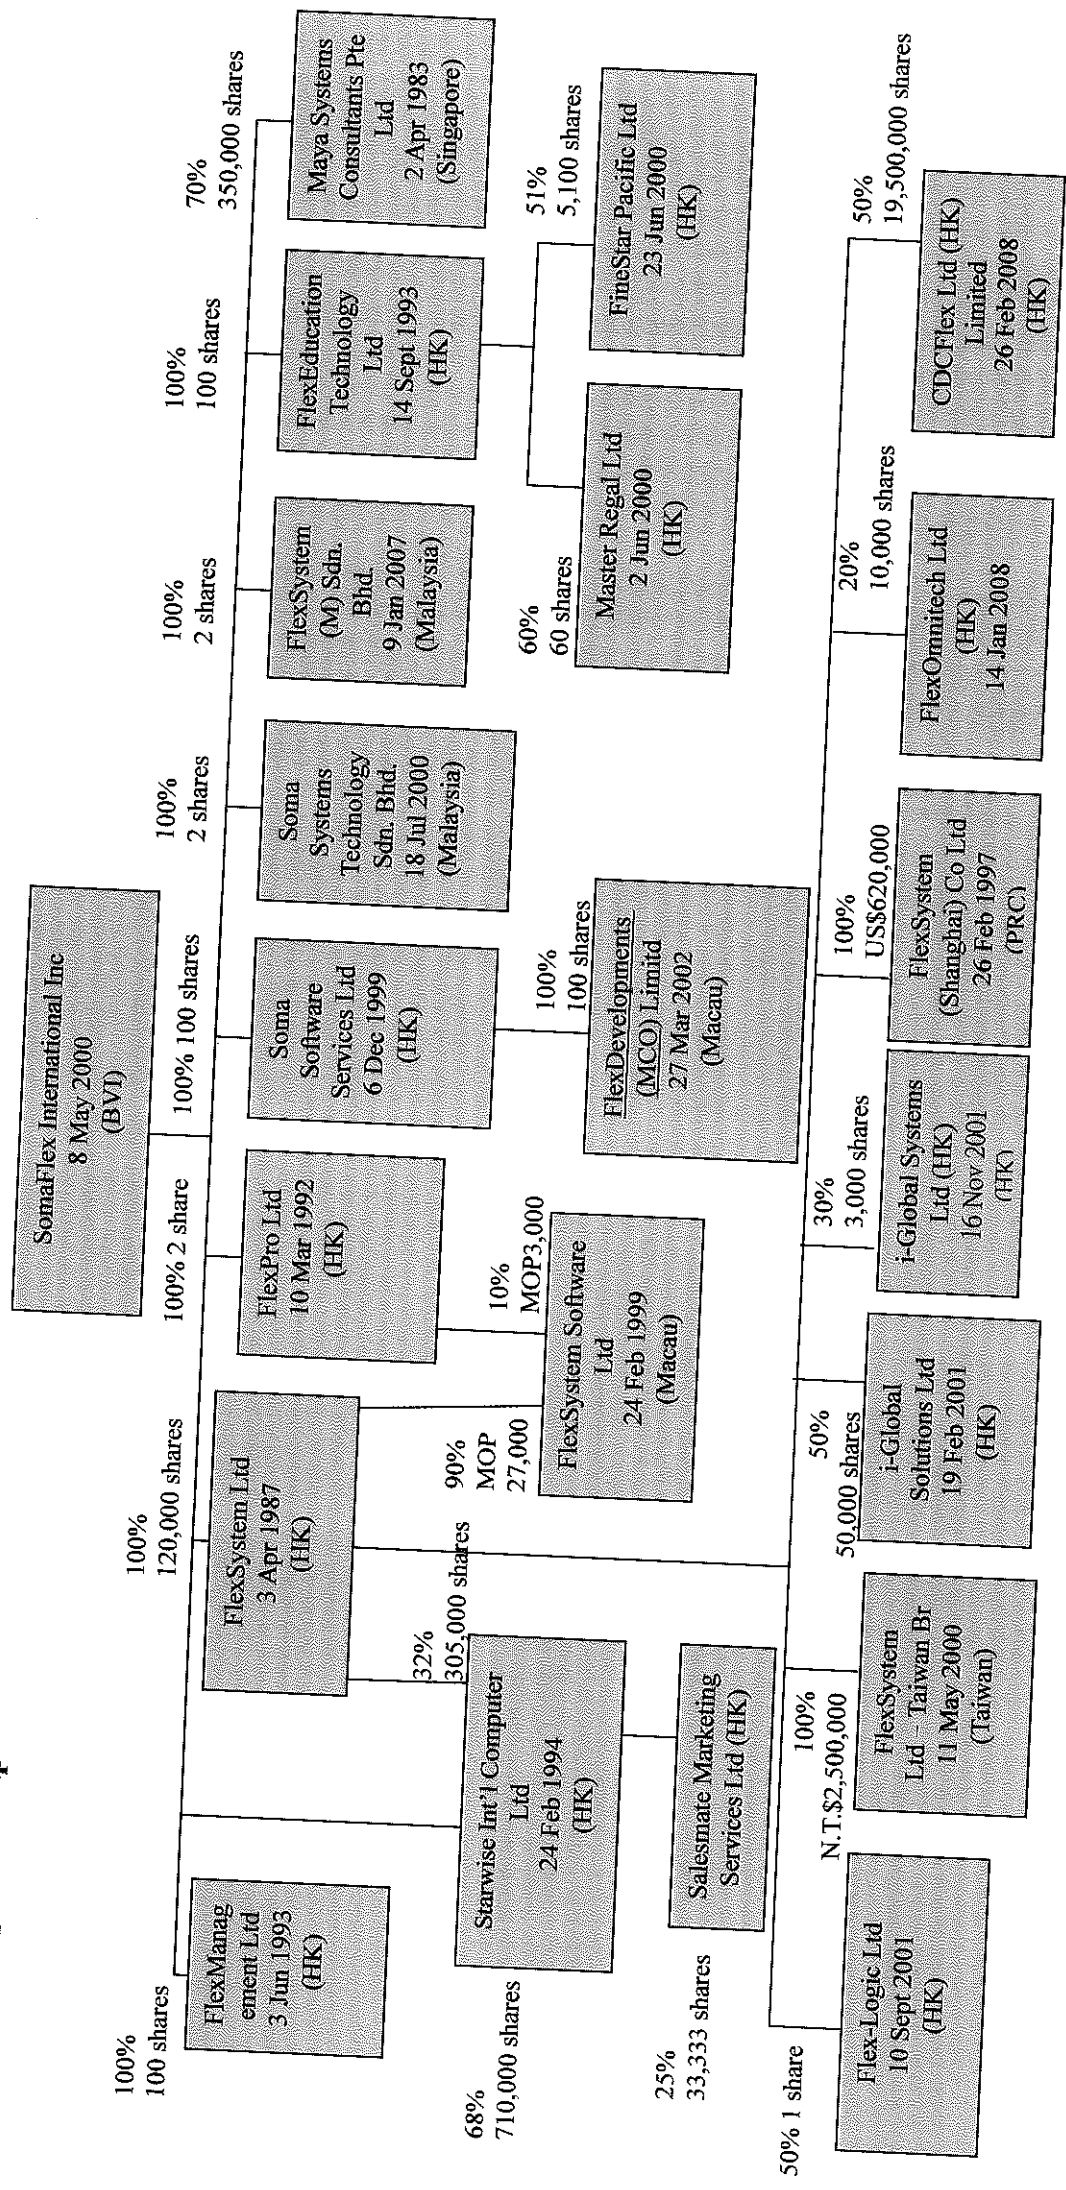 SomaFlex International Inc
8 May 2000
(BVI)
100%
100 shares
100%
120,000 shares
100% 2 share
100% 100 shares
100%
2 shares
100%
2 shares
100%
100 shares
70%
350,000 shares
FlexManag
ement Ltd
3 Jun 1993
(HK)
FlexSystem Ltd
3 Apr 1987
(HK)
FlexPro Ltd
10 Mar 1992
(HK)
Soma
Software
Services Ltd
6 Dec 1999
(HK)
Soma
Systems
Technology
Sdn. Bhd.
18 Jul 2000
(Malaysia)
FlexSystem
(M) Sdn.
Bhd.
9 Jan 2007
(Malaysia)
FlexEducation
Technology
Ltd
14 Sept 1993
(HK)
Maya Systems
Consultants Pte
Ltd
2 Apr 1983
(Singapore)
68%
710,000 shares
32%
305,000 shares
90%
MOP
27,000
10%
MOP3,000
100%
100 shares
60%
60 shares
51%
5,100 shares
Starwise Int'l Computer
Ltd
24 Feb 1994
(HK)
FlexSystem Software
Ltd
24 Feb 1999
(Macau)
FlexDevelopments
(MCO) Limitd
27 Mar 2002
(Macau)
Master Regal Ltd
2 Jun 2000
(HK)
FineStar Pacific Ltd
23 Jun 2000
(HK)
25%
33,333 shares
Salesmate Marketing
Services Ltd (HK)
50% 1 share
100%
N.T.$2,500,000
50%
50,000 shares
30%
3,000 shares
100%
US$620,000
20%
10,000 shares
50%
19,500,000 shares
Flex-Logic Ltd
10 Sept 2001
(HK)
FlexSystem
Ltd – Taiwan Br
11 May 2000
(Taiwan)
i-Global
Solutions Ltd
19 Feb 2001
(HK)
i-Global Systems
Ltd (HK)
16 Nov 2001
(HK)
FlexSystem
(Shanghai) Co Ltd
26 Feb 1997
(PRC)
FlexOmnitech Ltd
(HK)
14 Jan 2008
CDCFlex Ltd (HK)
Limited
26 Feb 2008
(HK)